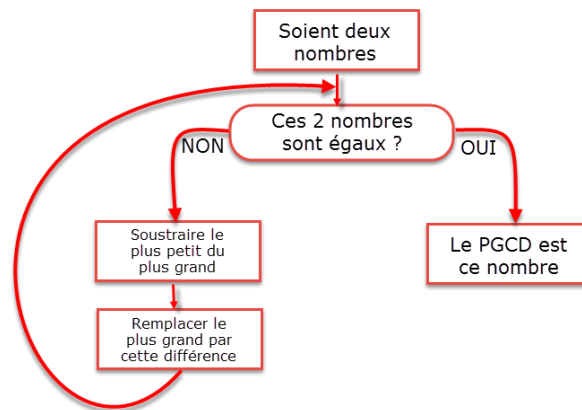 Soient deux
nombres
Ces 2 nombres
sont égaux ?
NON
OUI
Soustraire le
plus petit du
plus grand
Le PGCD est
ce nombre
Remplacer le
plus grand par
cette différence